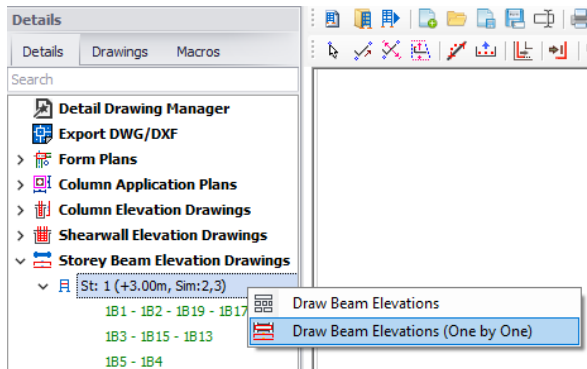 Details
Details Drawings Macros
Search
Detail Drawing Manager
Export DWG/DXF
Form Plans
Column Application Plans
Column Elevation Drawings
Shearwall Elevation Drawings
Storey Beam Elevation Drawings
St: 1 (+3.00m, Sim:2,3)
Draw Beam Elevations
1B1 - 1B2 - 1B19 - 1B17
Draw Beam Elevations (One by One)
1B3 - 1B15 - 1B13
1B5 - 1B4